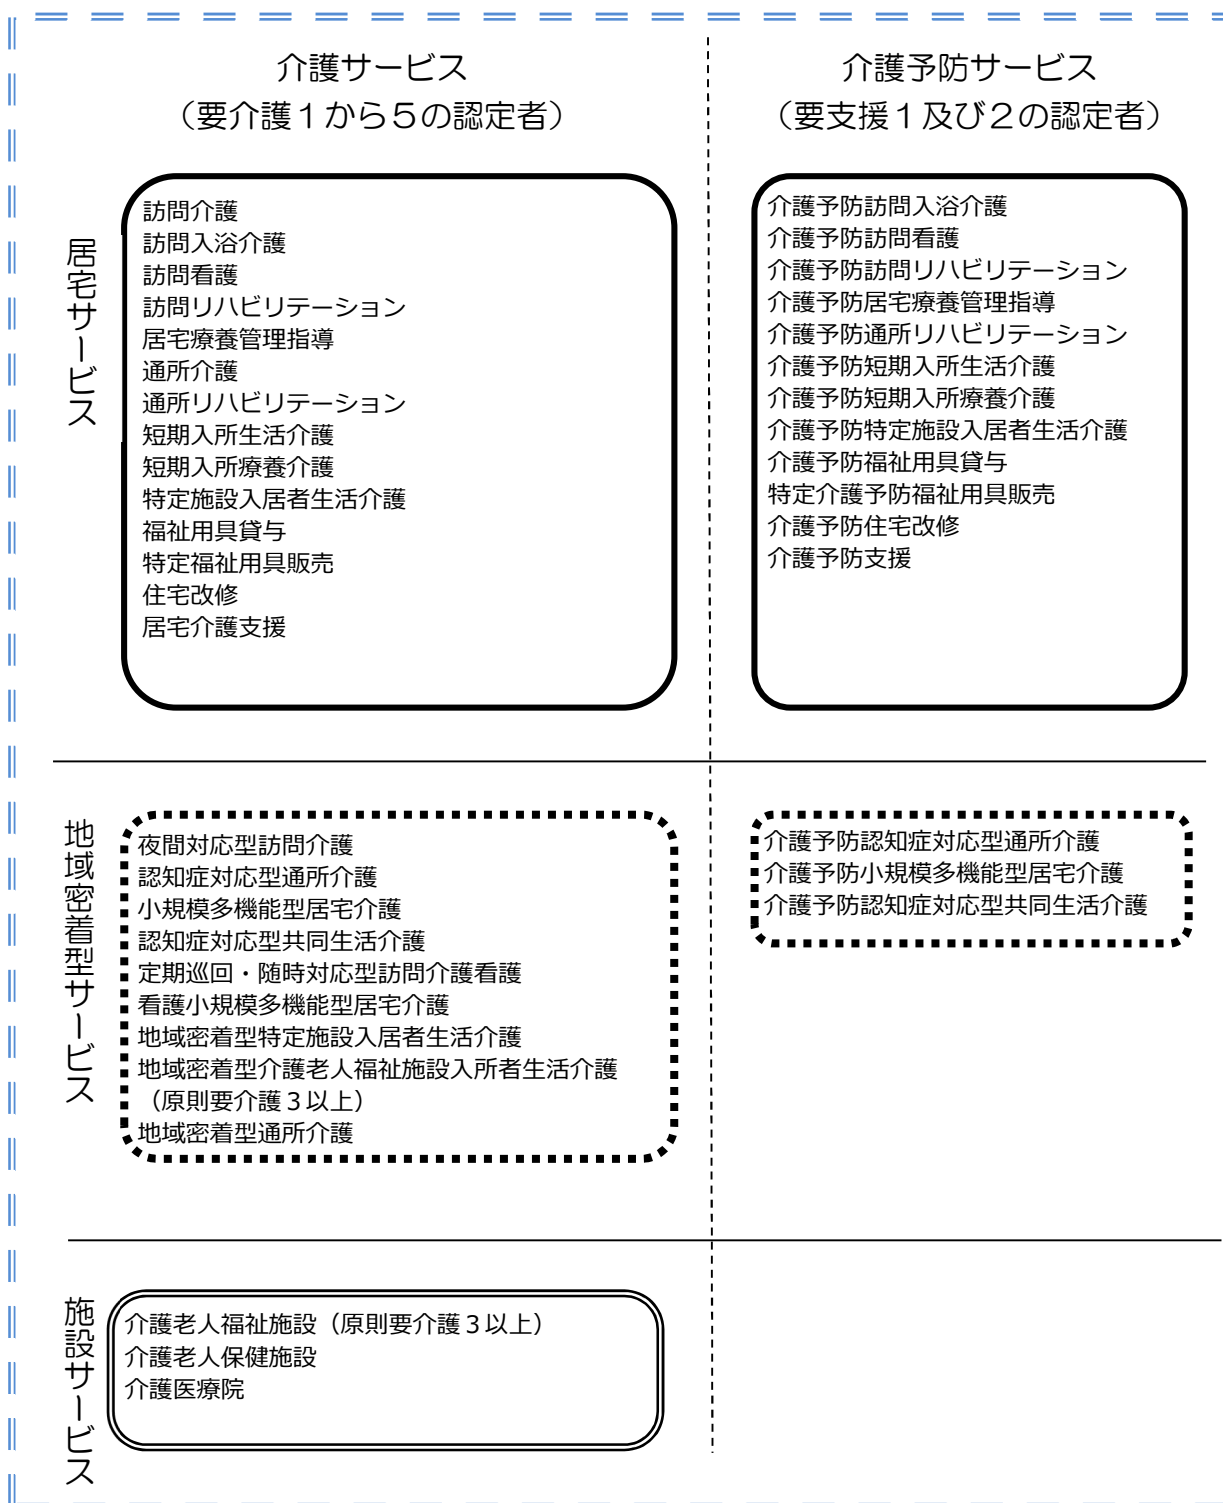 介護サービス
（要介護１から５の認定者）
介護予防サービス
（要支援１及び２の認定者）
居宅サービス
訪問介護
訪問入浴介護
訪問看護
訪問リハビリテーション
居宅療養管理指導
通所介護
通所リハビリテーション
短期入所生活介護
短期入所療養介護
特定施設入居者生活介護
福祉用具貸与
特定福祉用具販売
住宅改修
居宅介護支援
介護予防訪問入浴介護
介護予防訪問看護
介護予防訪問リハビリテーション
介護予防居宅療養管理指導
介護予防通所リハビリテーション
介護予防短期入所生活介護
介護予防短期入所療養介護
介護予防特定施設入居者生活介護
介護予防福祉用具貸与
特定介護予防福祉用具販売
介護予防住宅改修
介護予防支援
地域密着型サービス
夜間対応型訪問介護
認知症対応型通所介護
小規模多機能型居宅介護
認知症対応型共同生活介護
定期巡回・随時対応型訪問介護看護
看護小規模多機能型居宅介護
地域密着型特定施設入居者生活介護
地域密着型介護老人福祉施設入所者生活介護
（原則要介護３以上）
地域密着型通所介護
介護予防認知症対応型通所介護
介護予防小規模多機能型居宅介護
介護予防認知症対応型共同生活介護
施設サービス
介護老人福祉施設（原則要介護３以上）
介護老人保健施設
介護医療院